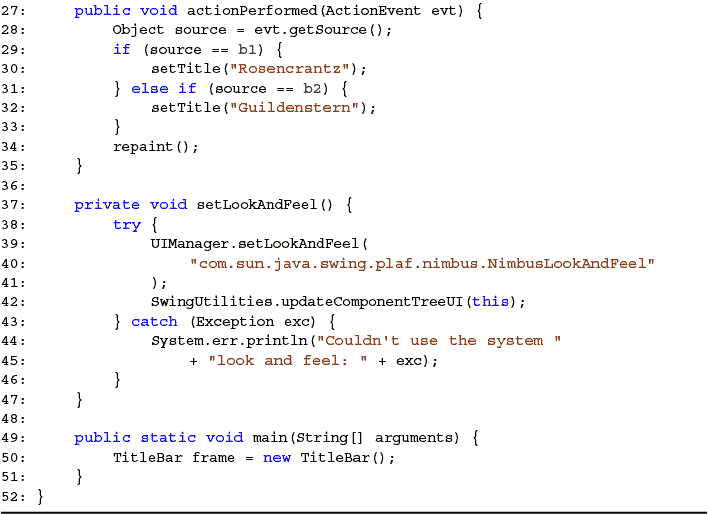 27:     public void actionPerformed(ActionEvent evt) {
28:         Object source = evt.getSource();
29:         if (source == b1) {
30:             setTitle("Rosencrantz");
31:         } else if (source == b2) {
32:             setTitle("Guildenstern");
33:         }
34:         repaint();
35:     }
36:
37:     private void setLookAndFeel() {
38:         try {
39:             UIManager.setLookAndFeel(
40:                 "com.sun.java.swing.plaf.nimbus.NimbusLookAndFeel"
41:             );
42:             SwingUtilities.updateComponentTreeUI(this);
43:         } catch (Exception exc) {
44:             System.err.println("Couldn't use the system "
45:                 + "look and feel: " + exc);
46:         }
47:     }
48:
49:     public static void main(String[] arguments) {
50:         TitleBar frame = new TitleBar();
51:     }
52: }